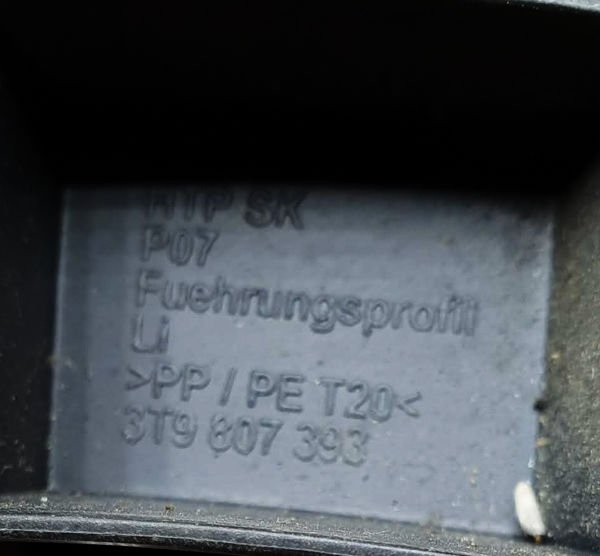 HTP SK
P07
Fuehrungsprofil
Li
>PP / PE T20<
3T9 807 393